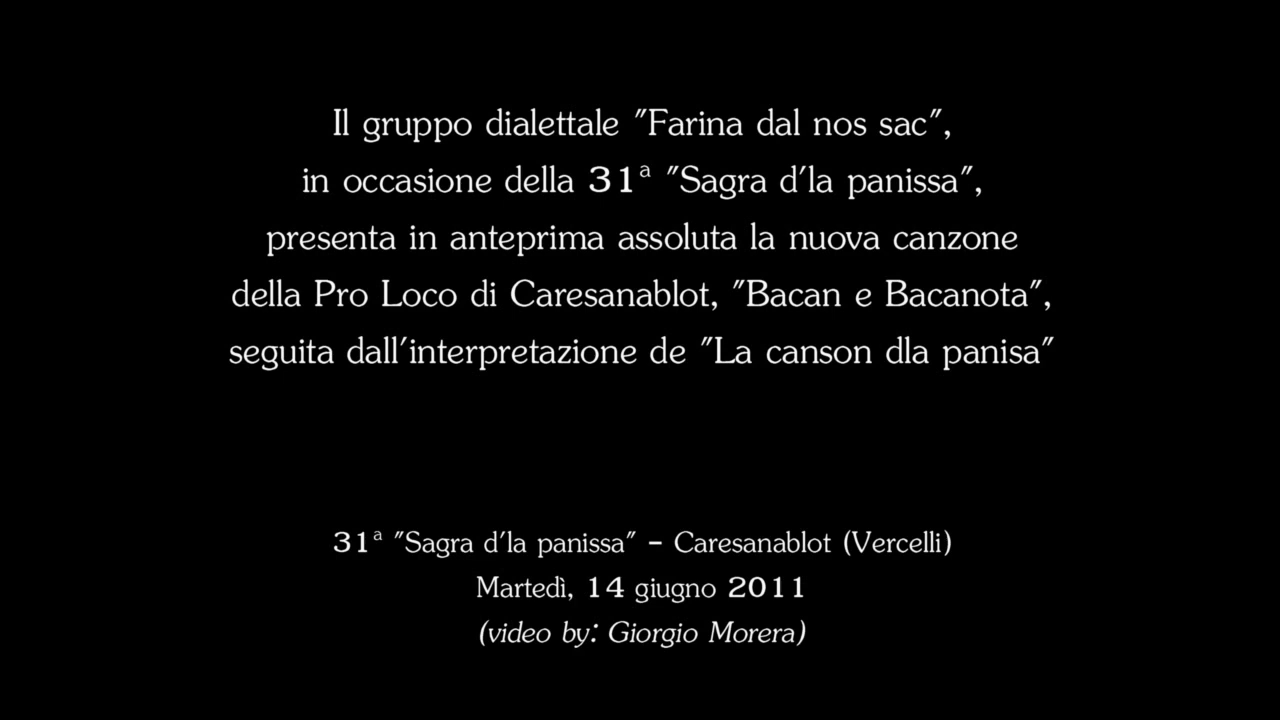 Il gruppo dialettale "Farina dal nos sac",
in occasione della 31ª "Sagra d'la panissa",
presenta in anteprima assoluta la nuova canzone
della Pro Loco di Caresanablot, "Bacan e Bacanota",
seguita dall'interpretazione de "La canson dla panisa"
31ª "Sagra d'la panissa" – Caresanablot (Vercelli)
Martedì, 14 giugno 2011
(video by: Giorgio Morera)